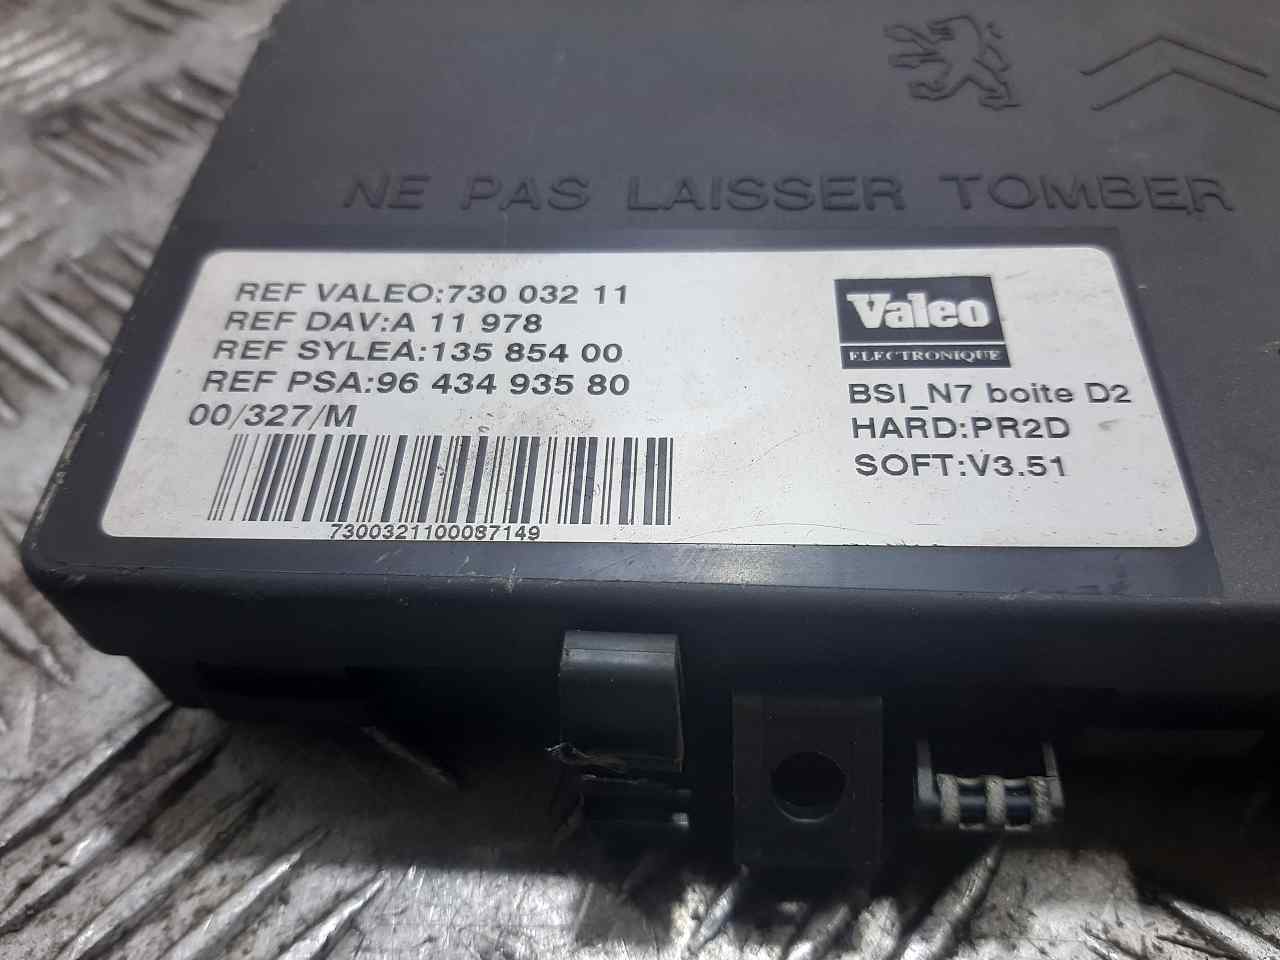 NE PAS LAISSER TOMBER
REF VALEO:730 032 11
REF DAV:A 11 978
REF SYLEA:135 854 00
REF PSA:96 434 935 80
00/327/M
7300321100087149
Valeo
ELECTRONIQUE
BSI_N7 boite D2
HARD:PR2D
SOFT:V3.51